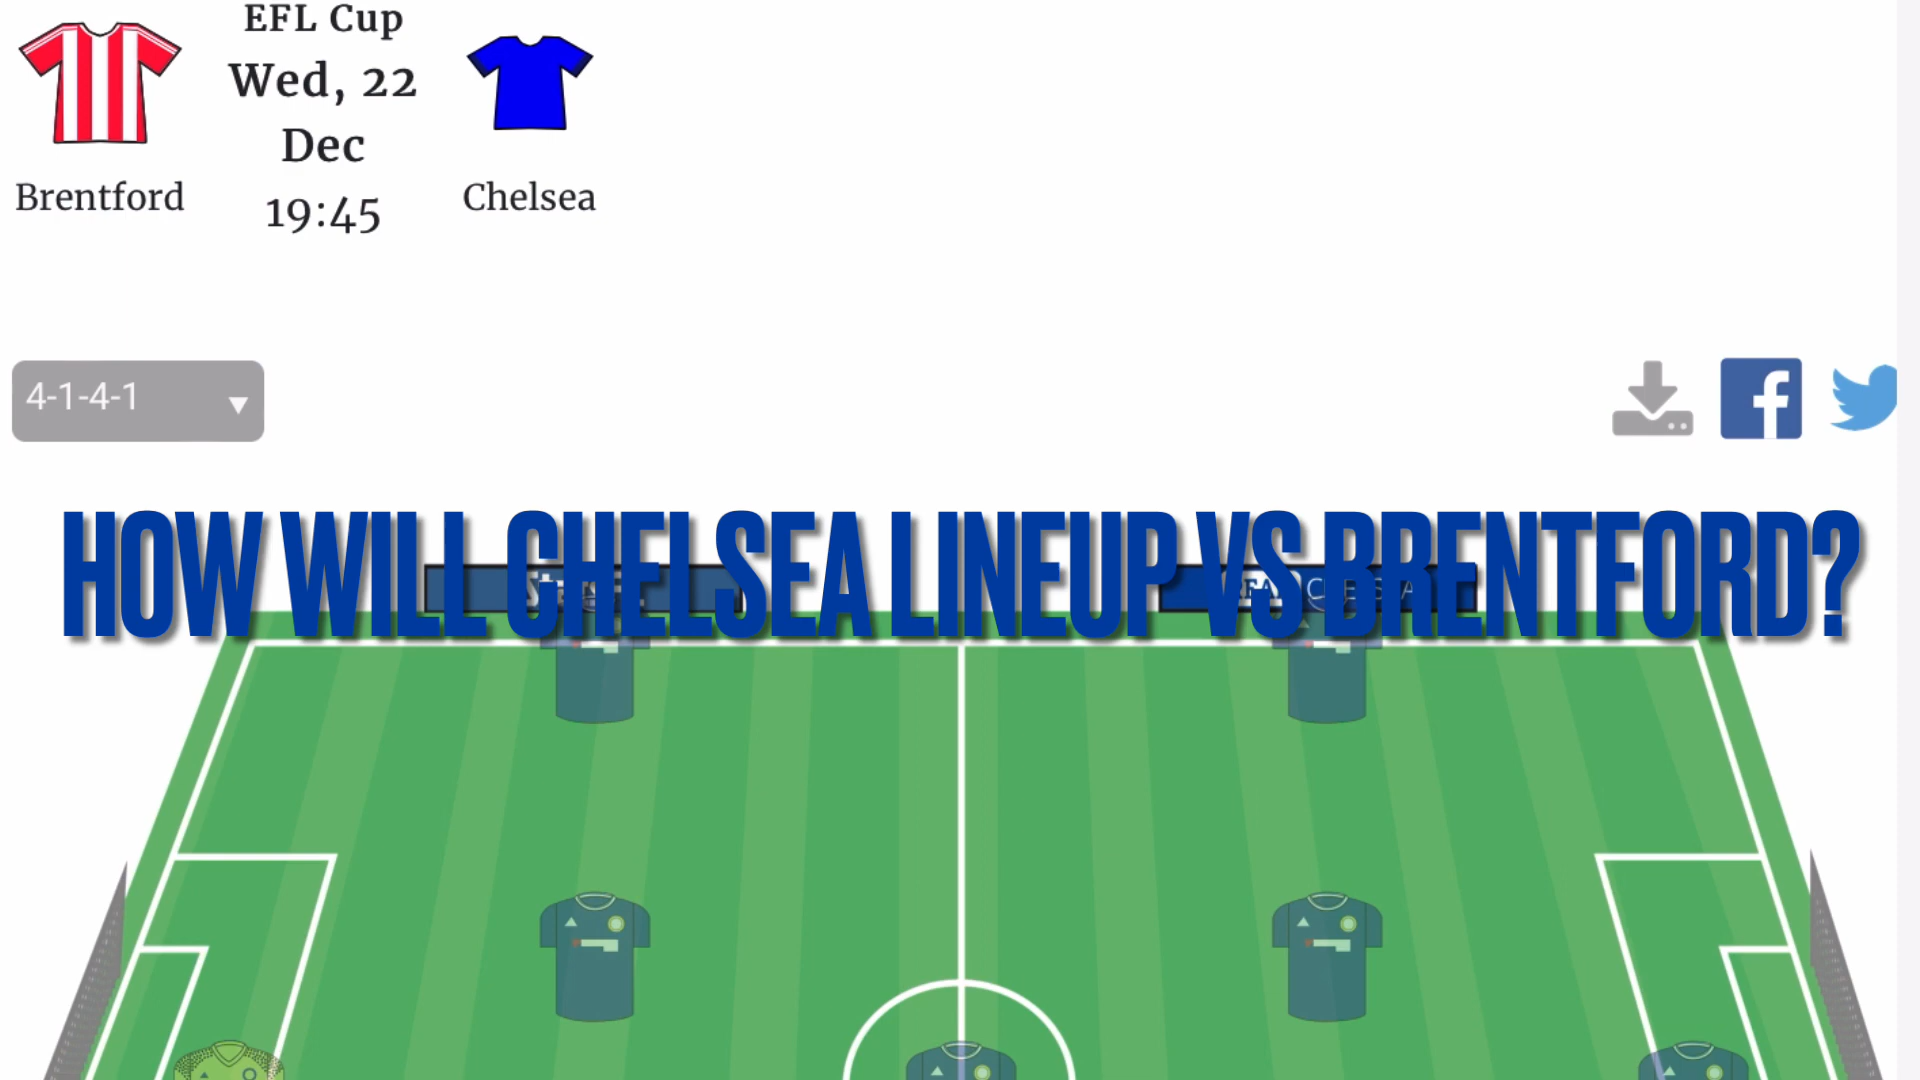 EFL Cup
Wed, 22
Dec
19:45
Brentford
Chelsea
4-1-4-1
HOW WILL CHELSEA LINEUP VS BRENTFORD?